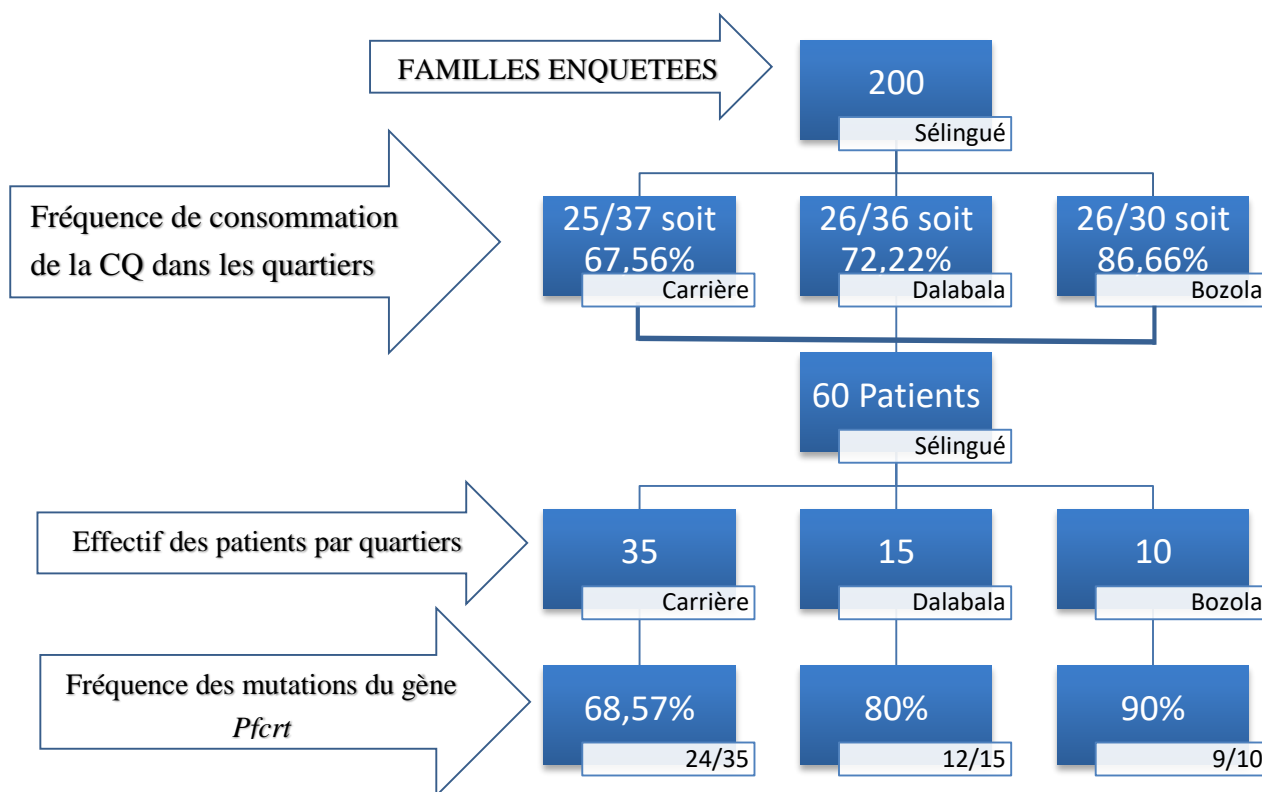 FAMILLES ENQUETEES
200
Sélingué
Fréquence de consommation
de la CQ dans les quartiers
25/37 soit
67,56%
Carrière
26/36 soit
72,22%
Dalabala
26/30 soit
86,66%
Bozola
60 Patients
Sélingué
Effectif des patients par quartiers
35
Carrière
15
Dalabala
10
Bozola
Fréquence des mutations du gène
Pfcrt
68,57%
24/35
80%
12/15
90%
9/10